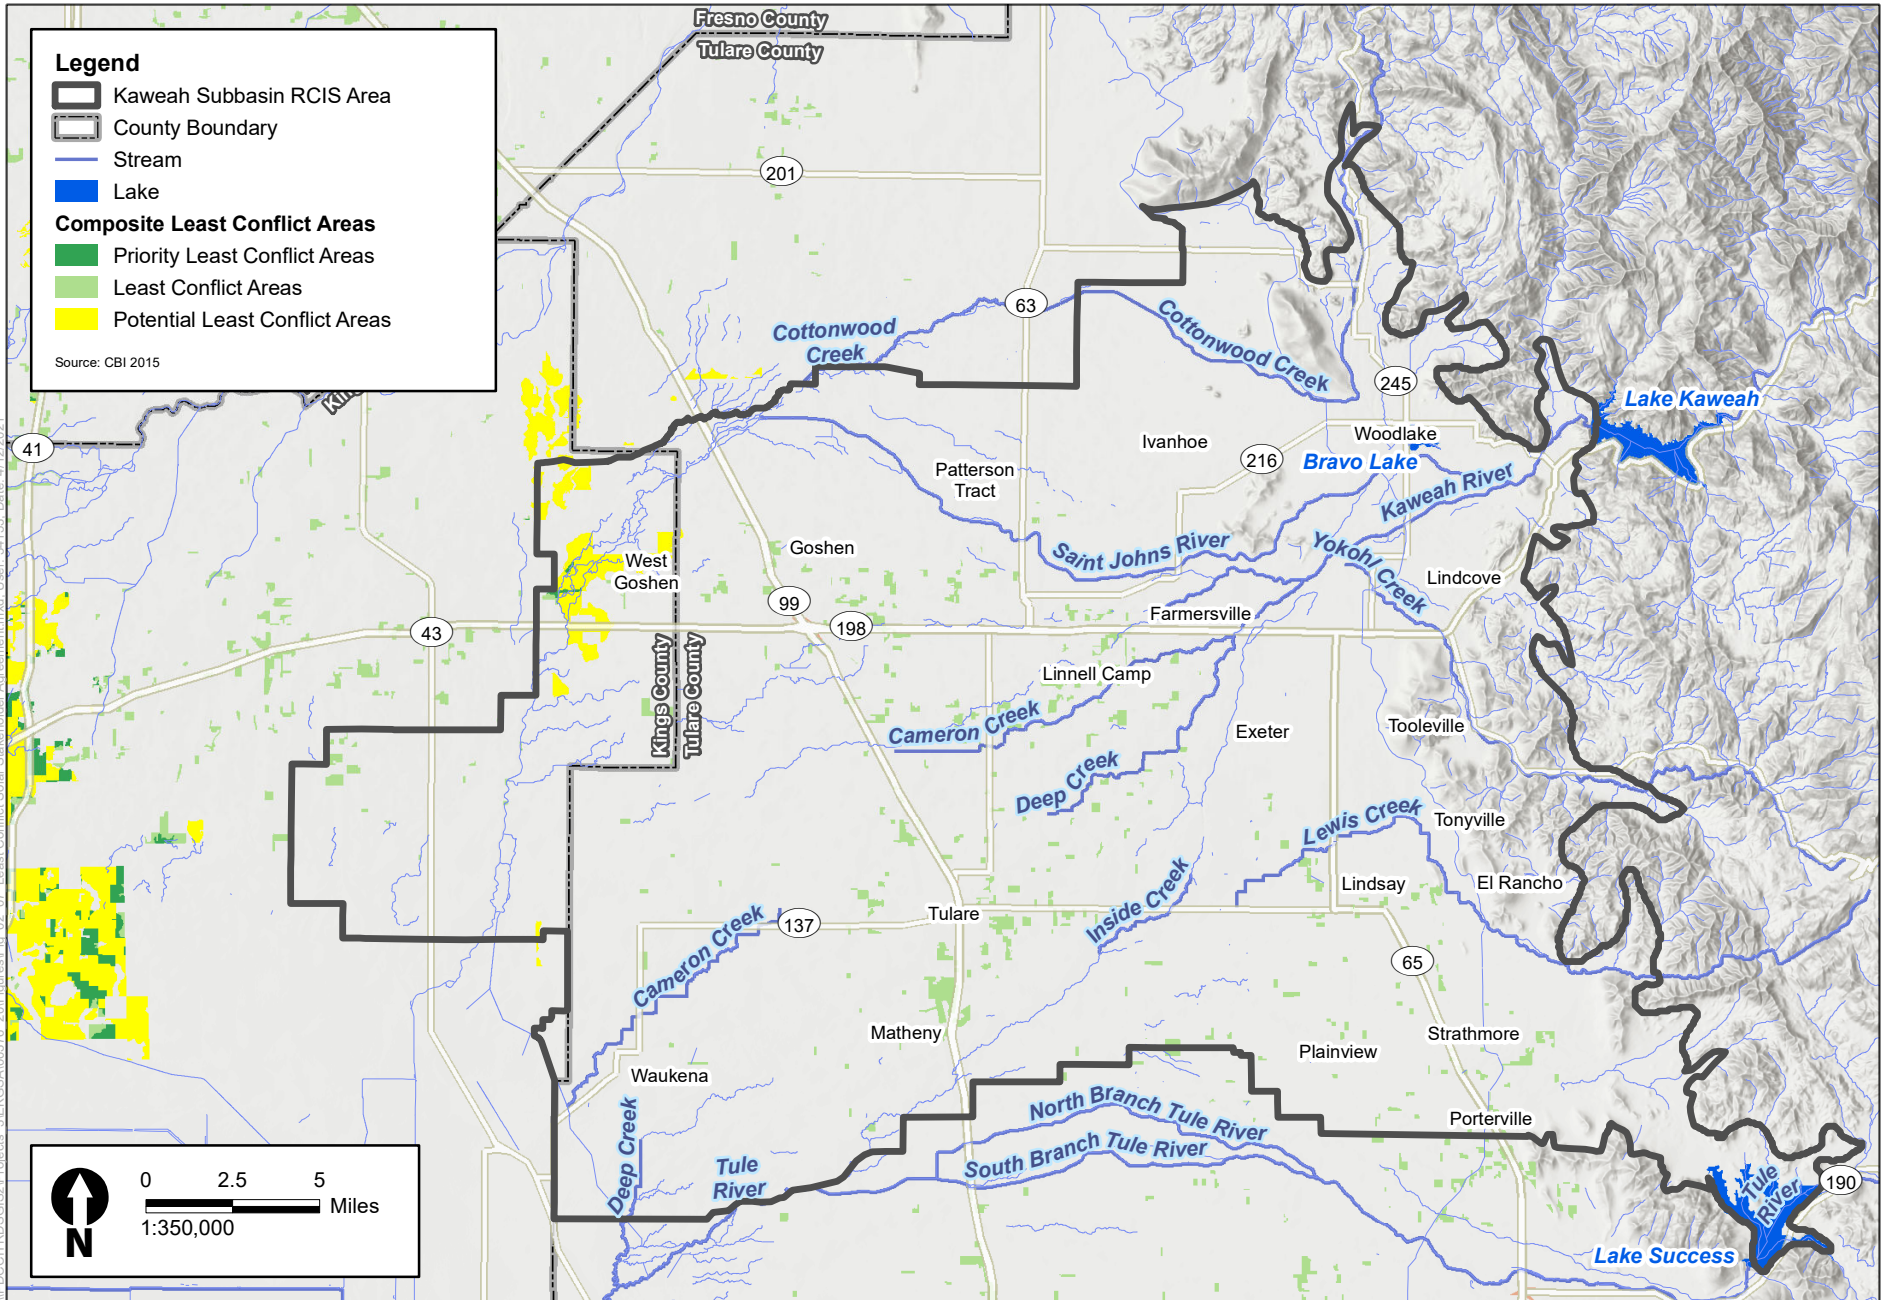 Fresno County
Tulare County
Legend
Kaweah Subbasin RCIS Area
County Boundary
Stream
Lake
Composite Least Conflict Areas
Priority Least Conflict Areas
Least Conflict Areas
Potential Least Conflict Areas
Source: CBI 2015
201
63
Cottonwood
Creek
Cottonwood Creek
245
Lake Kaweah
41
Ivanhoe
Woodlake
216
Bravo Lake
Patterson
Tract
Kaweah River
Saint Johns River
Yokohl Creek
Goshen
West
Goshen
Lindcove
99
198
43
Farmersville
Kings County
Tulare County
Linnell Camp
Cameron Creek
Exeter
Tooleville
Deep Creek
Lewis Creek
Tonyville
Lindsay
El Rancho
Inside Creek
Tulare
137
Cameron Creek
65
Matheny
Strathmore
Plainview
Waukena
North Branch Tule River
Porterville
South Branch Tule River
Deep Creek
Tule
River
Tule
River
190
Lake Success
0 2.5 5
Miles
1:350,000
N